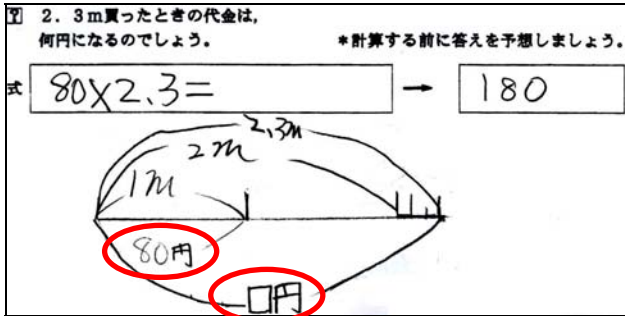 ? 2．3m買ったときの代金は，
何円になるのでしょう。 *計算する前に答えを予想しましょう。
式 80×2.3= → 180
2.3m
2m
1m
80円
□円